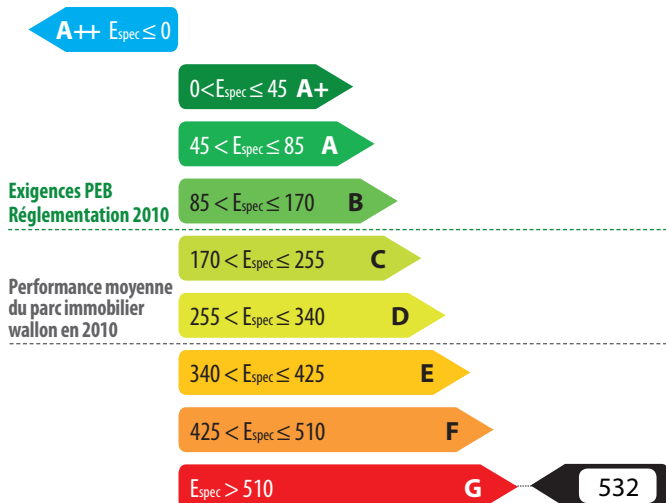 A++ Espec ≤ 0
0 < Espec ≤ 45 A+
45 < Espec ≤ 85 A
Exigences PEB
Réglementation 2010
85 < Espec ≤ 170 B
170 < Espec ≤ 255 C
Performance moyenne
du parc immobilier
wallon en 2010
255 < Espec ≤ 340 D
340 < Espec ≤ 425 E
425 < Espec ≤ 510 F
Espec > 510 G 532